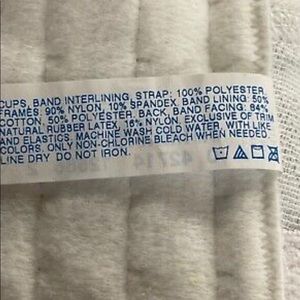 CUPS, BAND INTERLINING, STRAP: 100% POLYESTER,
FRAMES, 90% NYLON, 10% SPANDEX, BAND LINING: 50%
COTTON, 50% POLYESTER, BACK, BAND FACING: 84%
NATURAL RUBBER LATEX, 16% NYLON. EXCLUSIVE OF TRIM
AND ELASTICS. MACHINE WASH COLD WATER, WITH LIKE
COLORS. ONLY NON-CHLORINE BLEACH WHEN NEEDED.
LINE DRY. DO NOT IRON.